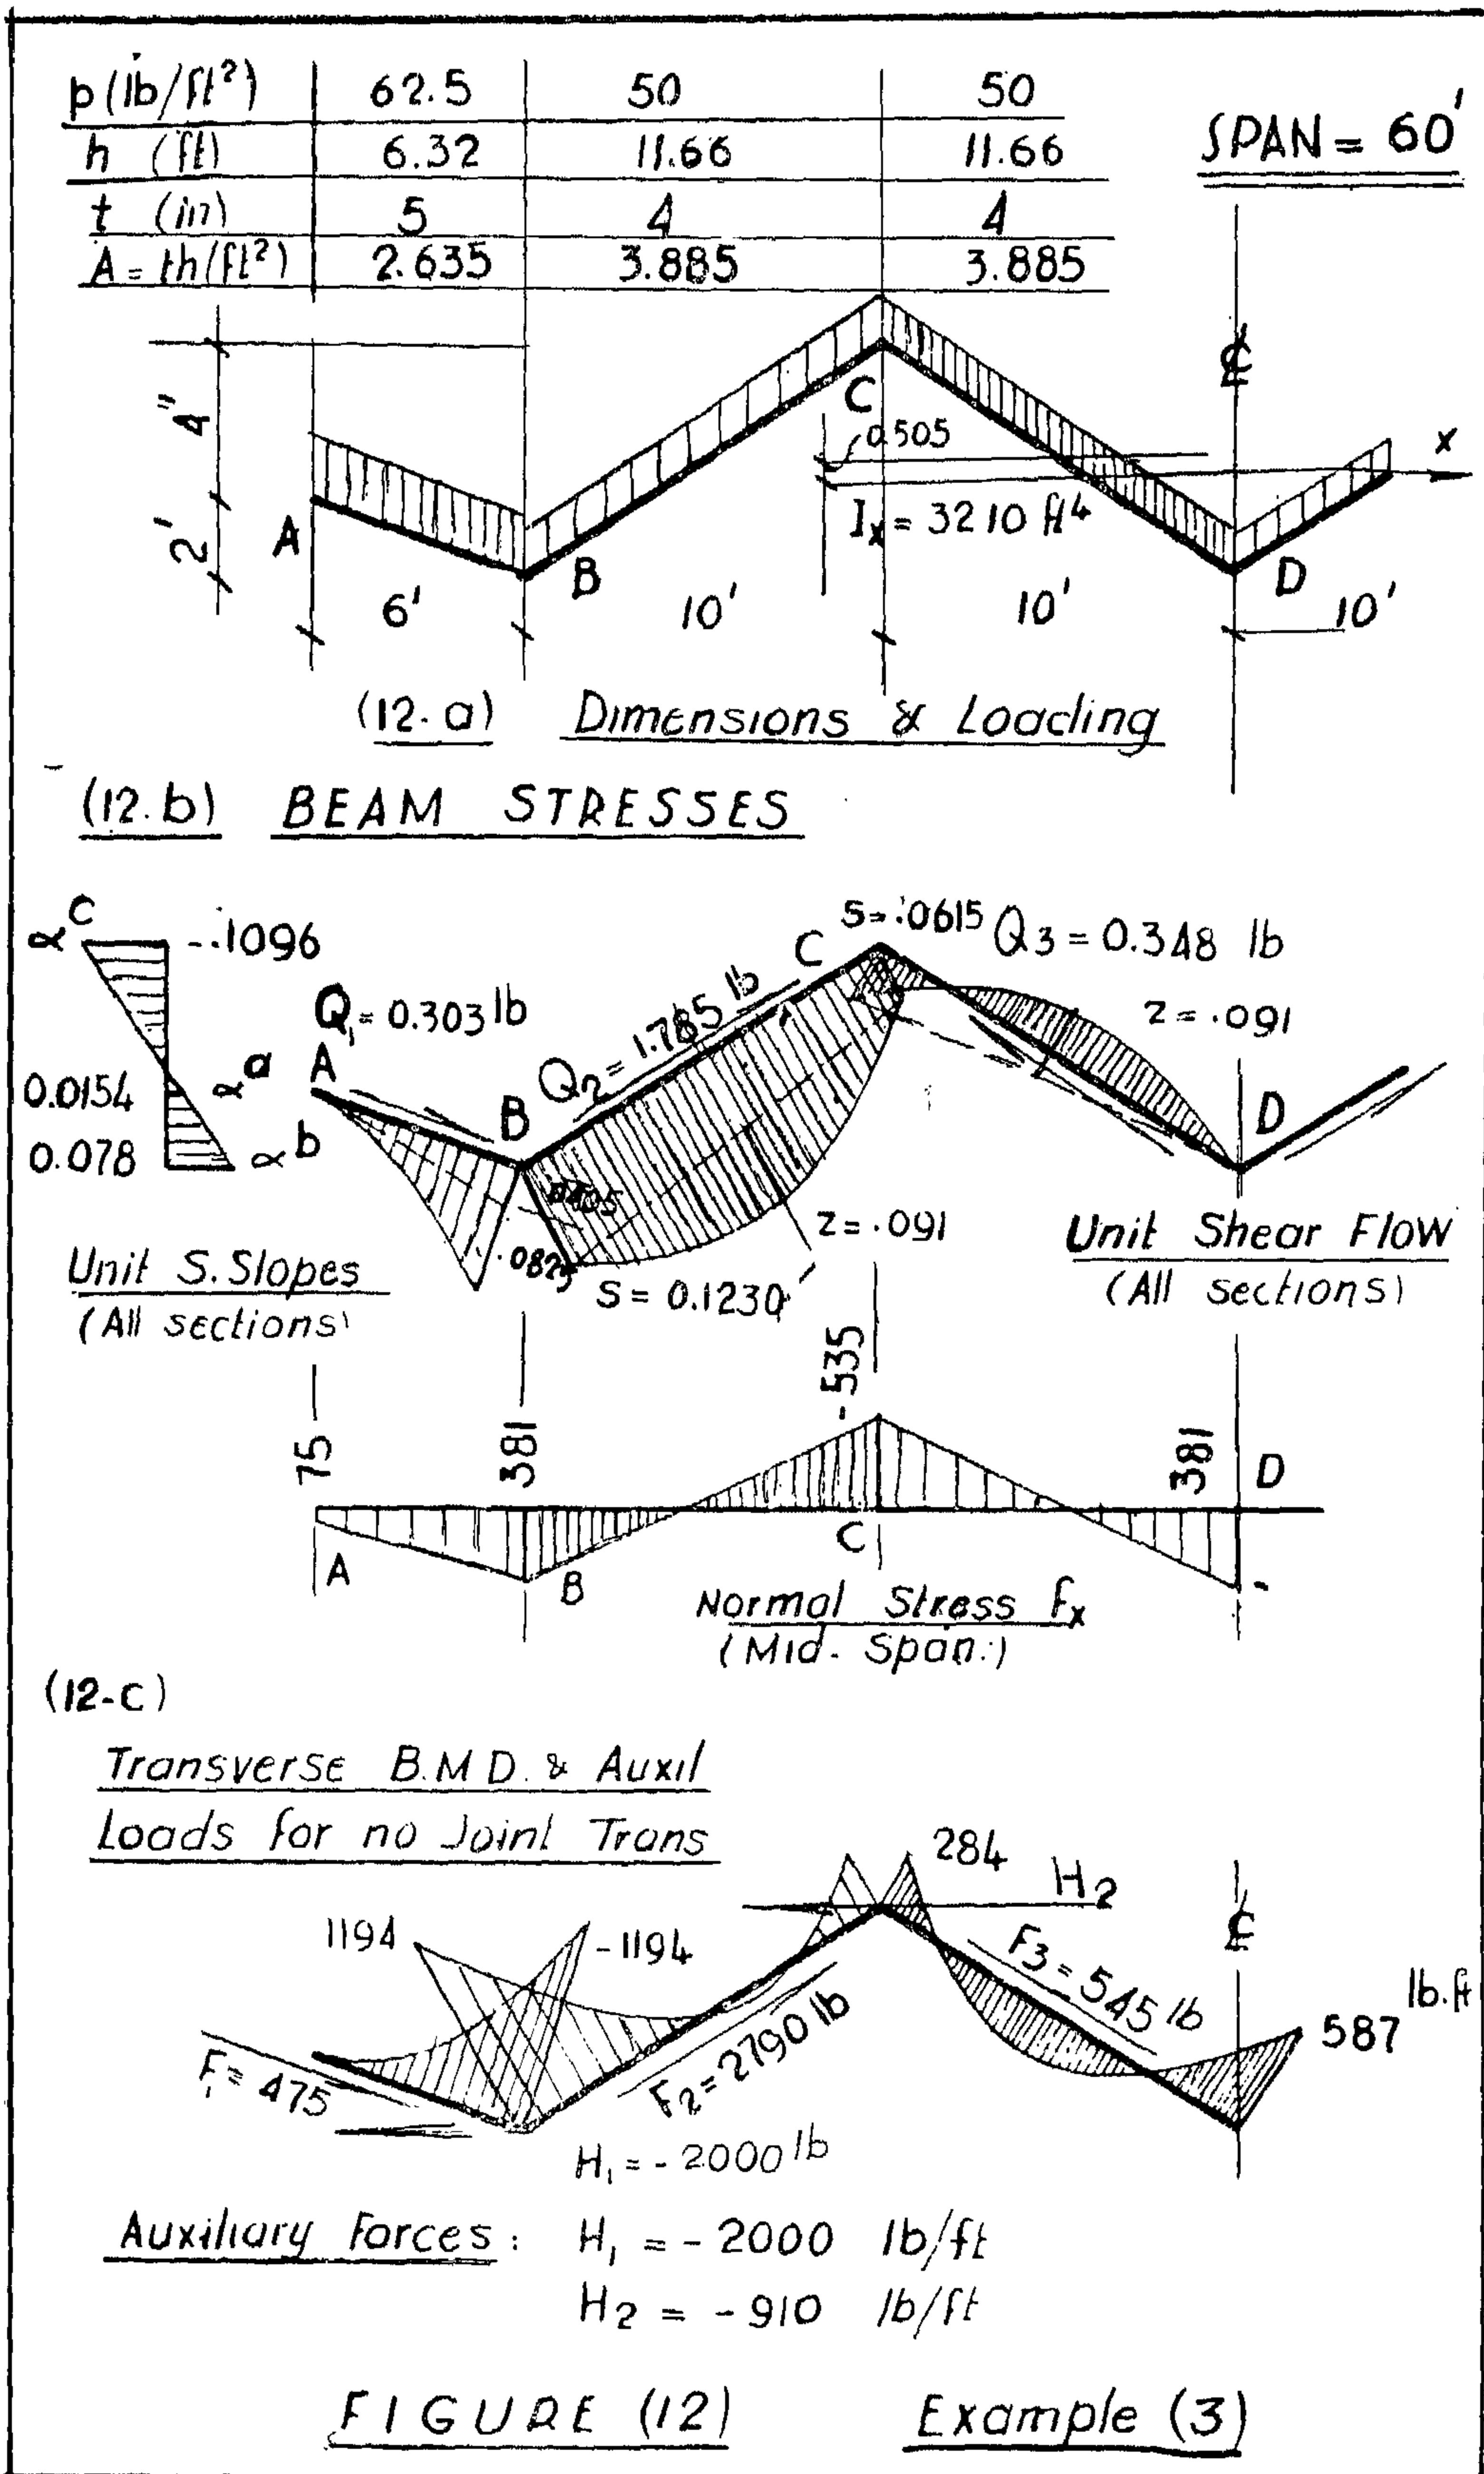 p (lb/ft²) 62.5 50 50
h (ft) 6.32 11.66 11.66
SPAN = 60'
t (in) 5 4 4
A = th (ft²) 2.635 3.885 3.885
℄
4"
C
0.505
x
2'
A
Ix = 3210 ft4
B
D
6' 10' 10' 10'
(12-a) Dimensions & Loading
(12.b) BEAM STRESSES
αc -.1096
C S=.0615 Q3 = 0.348 lb
Q1 = 0.303 lb
Q2 = 1.785 lb
z = .091
0.0154 αa
A
B
D
0.078 αb
.082
z = .091
S = 0.1230
Unit S. Slopes
(All sections)
Unit Shear Flow
(All sections)
75 381 -535 381
D
A B C
Normal Stress fx
(Mid-Span.)
(12-c)
Transverse B.M.D. & Auxil
Loads for no Joint Trans
284 H2
1194 -1194
℄
F3 = 545 lb
lb.ft
587
F1 = 475
F2 = 2790 lb
H1 = - 2000 lb
Auxiliary Forces : H1 = - 2000 lb/ft
H2 = - 910 lb/ft
FIGURE (12) Example (3)